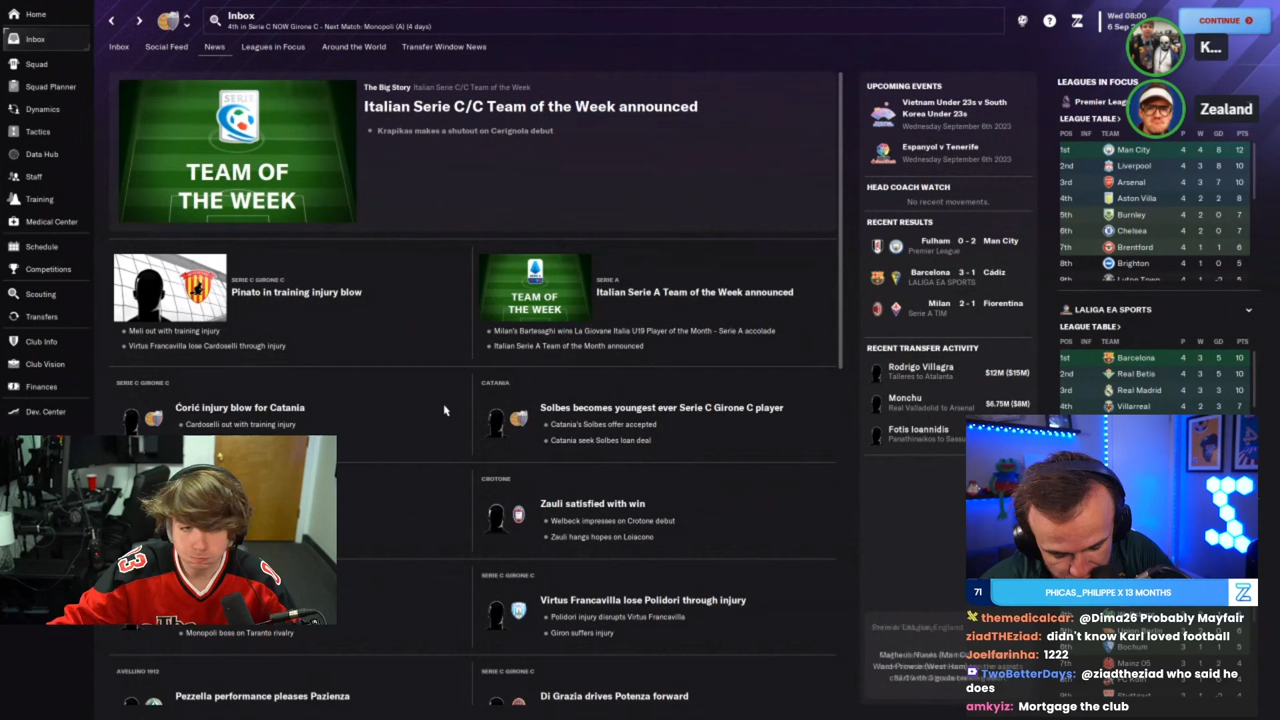 Home
Inbox
Squad
Squad Planner
Dynamics
Tactics
Data Hub
Staff
Training
Medical Center
Schedule
Competitions
Scouting
Transfers
Club Info
Club Vision
Finances
Dev. Center
Inbox
4th in Serie C NOW Girone C - Next Match: Monopoli (A) (4 days)
Wed 08:00
6 Sep 2
CONTINUE
Inbox
Social Feed
News
Leagues in Focus
Around the World
Transfer Window News
K...
Zealand
SERIE C
TEAM OF
THE WEEK
The Big Story Italian Serie C/C Team of the Week
Italian Serie C/C Team of the Week announced
Krapikas makes a shutout on Cerignola debut
SERIE C GIRONE C
Pinato in training injury blow
Meli out with training injury
Virtus Francavilla lose Cardoselli through injury
SERIE A
TEAM OF
THE WEEK
SERIE A
Italian Serie A Team of the Week announced
Milan's Bartesaghi wins La Giovane Italia U19 Player of the Month - Serie A accolade
Italian Serie A Team of the Month announced
SERIE C GIRONE C
Ćorić injury blow for Catania
Cardoselli out with training injury
CATANIA
Solbes becomes youngest ever Serie C Girone C player
Catania's Solbes offer accepted
Catania seek Solbes loan deal
CROTONE
Zauli satisfied with win
Welbeck impresses on Crotone debut
Zauli hangs hopes on Loiacono
SERIE C GIRONE C
Virtus Francavilla lose Polidori through injury
Polidori injury disrupts Virtus Francavilla
Giron suffers injury
Monopoli boss on Taranto rivalry
AVELLINO 1912
Pezzella performance pleases Pazienza
SERIE C GIRONE C
Di Grazia drives Potenza forward
UPCOMING EVENTS
Vietnam Under 23s v South
Korea Under 23s
Wednesday September 6th 2023
Espanyol v Tenerife
Wednesday September 6th 2023
HEAD COACH WATCH
No recent movements.
RECENT RESULTS
Fulham 0 - 2 Man City
Premier League
Barcelona 3 - 1 Cádiz
LALIGA EA SPORTS
Milan 2 - 1 Fiorentina
Serie A TIM
RECENT TRANSFER ACTIVITY
Rodrigo Villagra
Talleres to Atalanta
$12M ($15M)
Monchu
Real Valladolid to Arsenal
$6.75M ($8M)
Fotis Ioannidis
Panathinaikos to Sassu
LEAGUES IN FOCUS
Premier Leag
LEAGUE TABLE
POS INF TEAM P W GD PTS
1st Man City 4 4 8 12
2nd Liverpool 4 3 8 10
3rd Arsenal 4 3 7 10
4th Aston Villa 4 2 2 8
5th Burnley 4 2 0 7
6th Chelsea 4 2 0 7
7th Brentford 4 1 1 6
8th Brighton 4 1 0 5
9th Luton Town 4 1 -2 5
LALIGA EA SPORTS
LEAGUE TABLE
POS INF TEAM P W GD PTS
1st Barcelona 4 3 5 10
2nd Real Betis 4 3 3 10
3rd Real Madrid 4 3 3 10
4th Villarreal 4 2 3 7
71
PHICAS_PHILIPPE X 13 MONTHS
themedicalcar: @Dima26 Probably Mayfair
ziadTHEziad: didn't know Karl loved football
Joelfarinha: 1222
TwoBetterDays: @ziadtheziad who said he
does
amkyiz: Mortgage the club